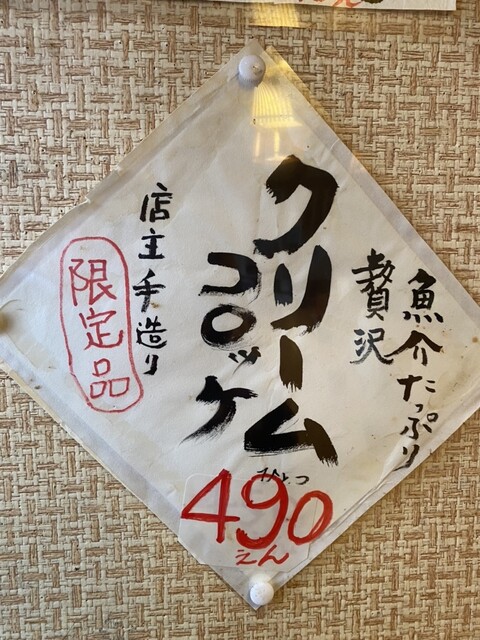 魚介たっぷり
贅沢
クリーム
コロッケ
店主手造り
限定品
ひとつ
490
えん